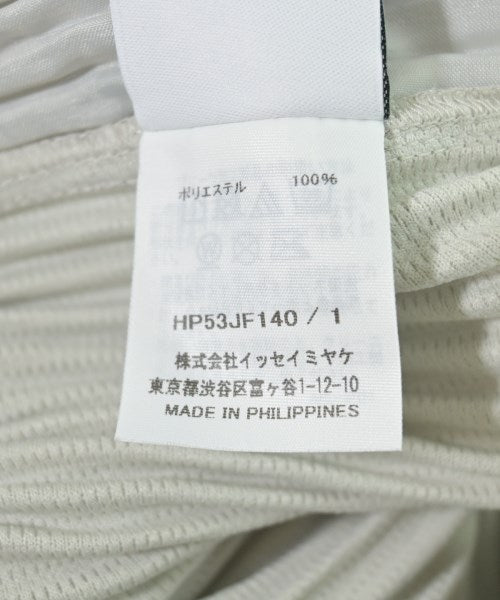 ポリエステル 100%
HP53JF140 / 1
株式会社イッセイミヤケ
東京都渋谷区富ヶ谷1-12-10
MADE IN PHILIPPINES